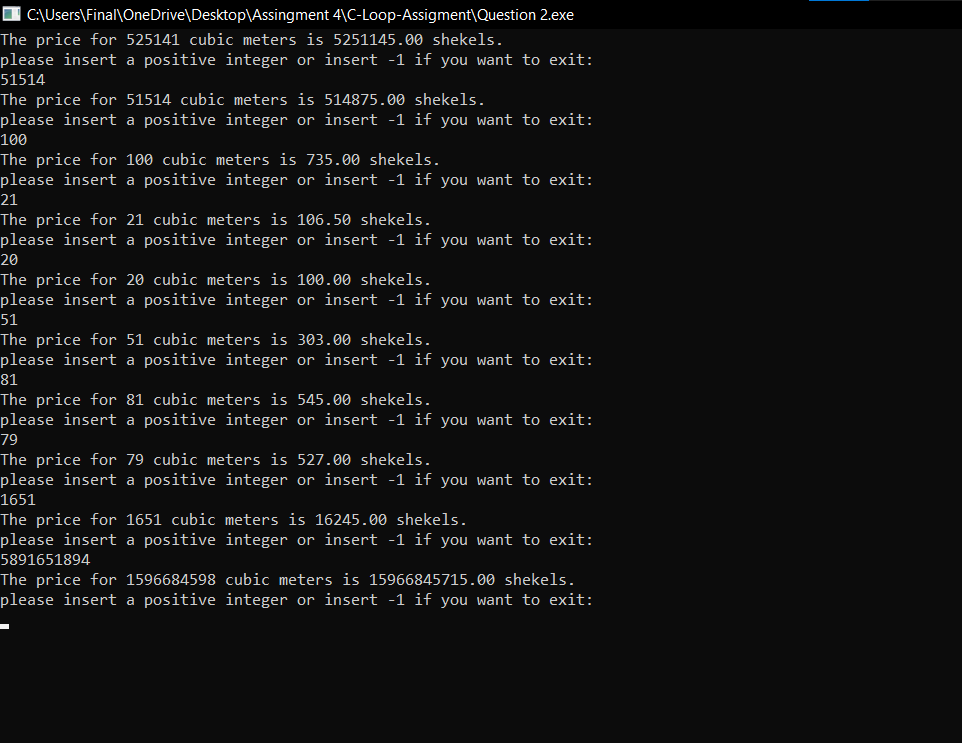 C:\Users\Final\OneDrive\Desktop\Assingment 4\C-Loop-Assigment\Question 2.exe
The price for 525141 cubic meters is 5251145.00 shekels.
please insert a positive integer or insert -1 if you want to exit:
51514
The price for 51514 cubic meters is 514875.00 shekels.
please insert a positive integer or insert -1 if you want to exit:
100
The price for 100 cubic meters is 735.00 shekels.
please insert a positive integer or insert -1 if you want to exit:
21
The price for 21 cubic meters is 106.50 shekels.
please insert a positive integer or insert -1 if you want to exit:
20
The price for 20 cubic meters is 100.00 shekels.
please insert a positive integer or insert -1 if you want to exit:
51
The price for 51 cubic meters is 303.00 shekels.
please insert a positive integer or insert -1 if you want to exit:
81
The price for 81 cubic meters is 545.00 shekels.
please insert a positive integer or insert -1 if you want to exit:
79
The price for 79 cubic meters is 527.00 shekels.
please insert a positive integer or insert -1 if you want to exit:
1651
The price for 1651 cubic meters is 16245.00 shekels.
please insert a positive integer or insert -1 if you want to exit:
5891651894
The price for 1596684598 cubic meters is 15966845715.00 shekels.
please insert a positive integer or insert -1 if you want to exit: